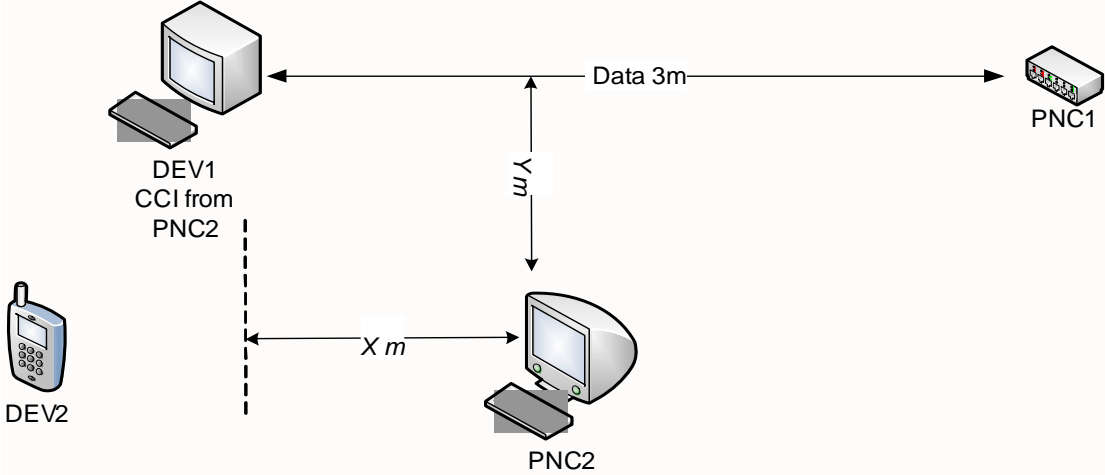 Data 3m
PNC1
DEV1
CCI from
PNC2
Y m
X m
DEV2
PNC2